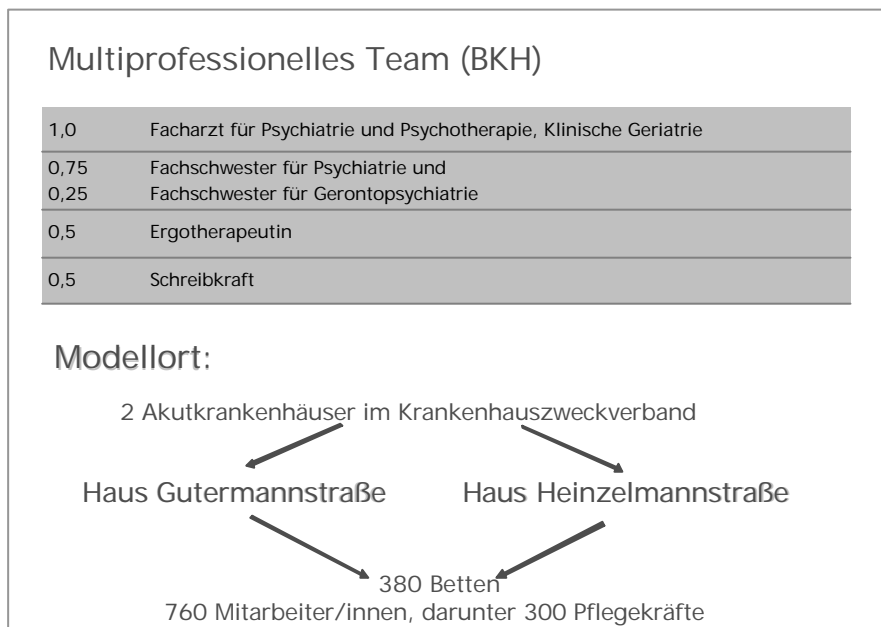 Multiprofessionelles Team (BKH)
1,0 Facharzt für Psychiatrie und Psychotherapie, Klinische Geriatrie
0,75 Fachschwester für Psychiatrie und
0,25 Fachschwester für Gerontopsychiatrie
0,5 Ergotherapeutin
0,5 Schreibkraft
Modellort:
2 Akutkrankenhäuser im Krankenhauszweckverband
Haus Gutermannstraße Haus Heinzelmannstraße
380 Betten
760 Mitarbeiter/innen, darunter 300 Pflegekräfte